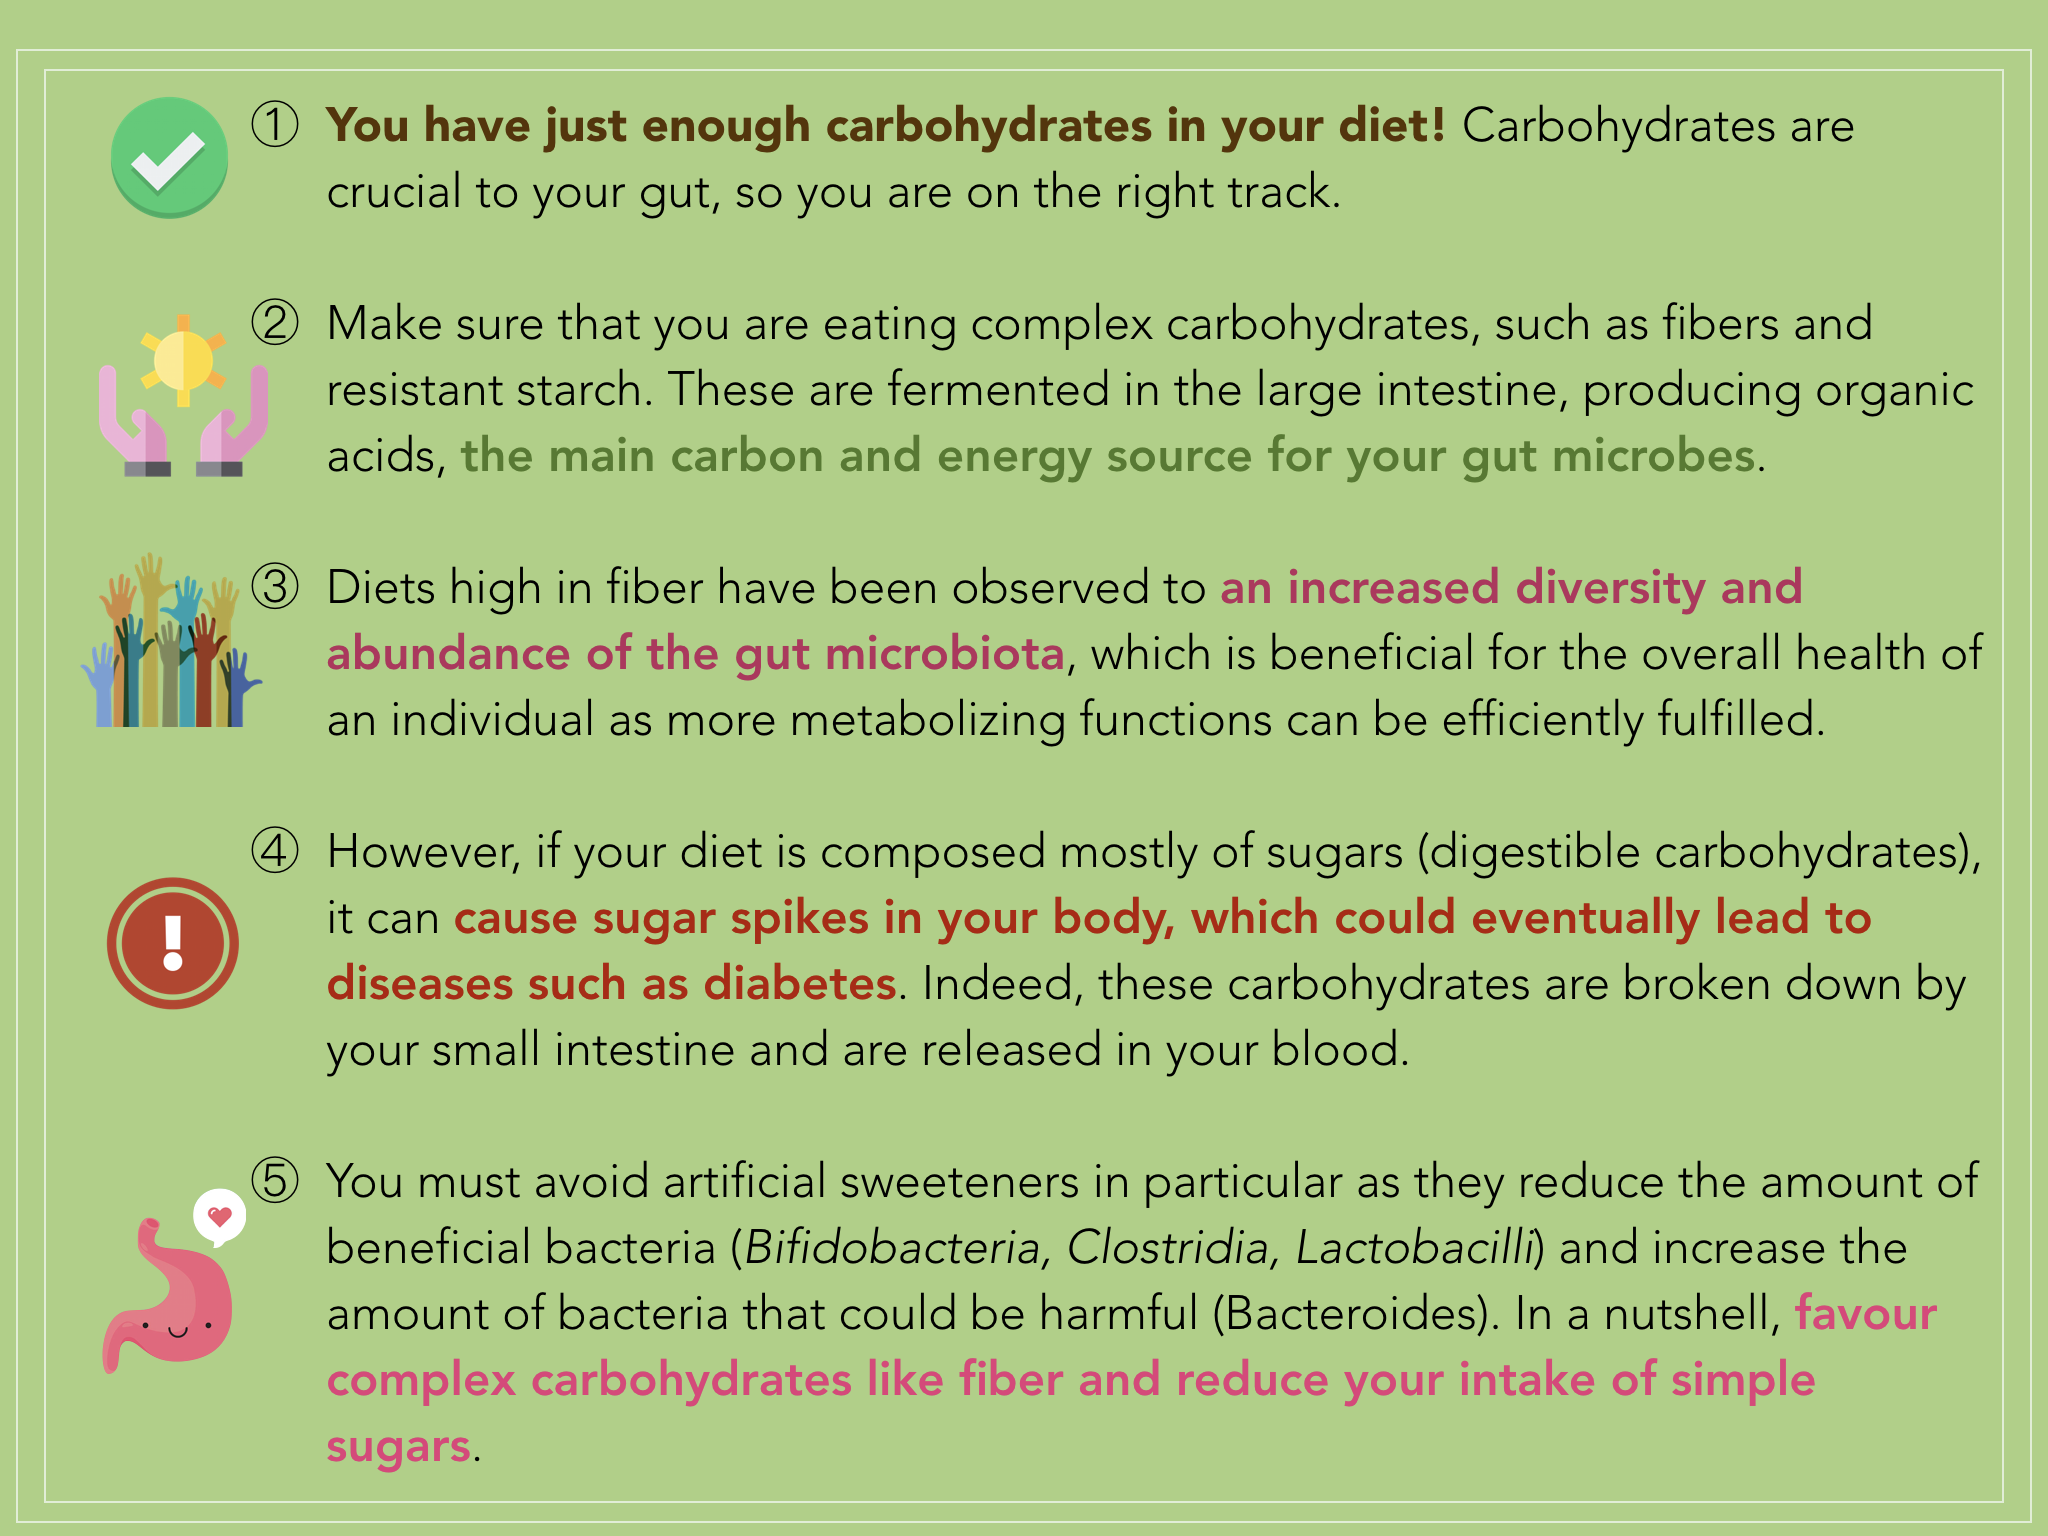 ① You have just enough carbohydrates in your diet! Carbohydrates are
crucial to your gut, so you are on the right track.
② Make sure that you are eating complex carbohydrates, such as fibers and
resistant starch. These are fermented in the large intestine, producing organic
acids, the main carbon and energy source for your gut microbes.
③ Diets high in fiber have been observed to an increased diversity and
abundance of the gut microbiota, which is beneficial for the overall health of
an individual as more metabolizing functions can be efficiently fulfilled.
④ However, if your diet is composed mostly of sugars (digestible carbohydrates),
it can cause sugar spikes in your body, which could eventually lead to
diseases such as diabetes. Indeed, these carbohydrates are broken down by
your small intestine and are released in your blood.
⑤ You must avoid artificial sweeteners in particular as they reduce the amount of
beneficial bacteria (Bifidobacteria, Clostridia, Lactobacilli) and increase the
amount of bacteria that could be harmful (Bacteroides). In a nutshell, favour
complex carbohydrates like fiber and reduce your intake of simple
sugars.